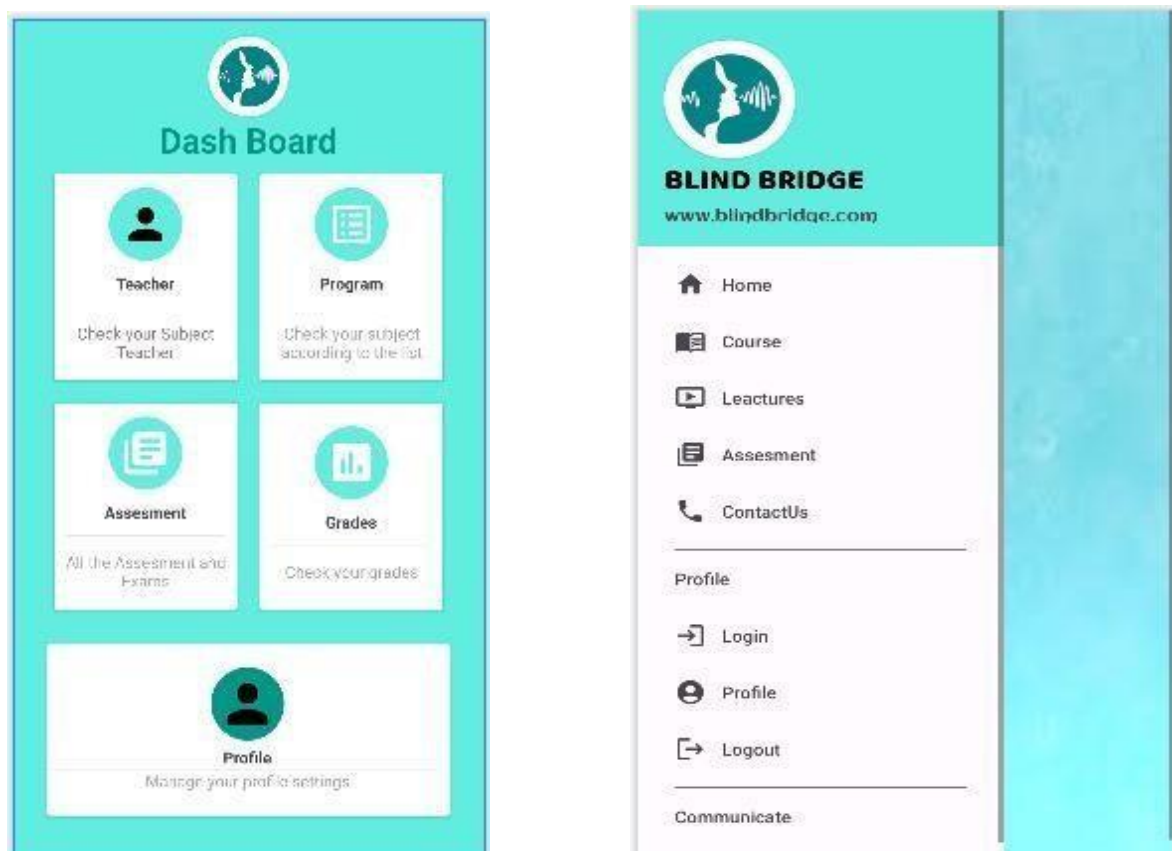 Dash Board
Teacher
Check your Subject
Teacher
Program
Check your subject
according to the list
Assesment
All the Assesment and
Exams
Grades
Check your grades
Profile
Manage your profile settings
BLIND BRIDGE
www.blindbridge.com
Home
Course
Leactures
Assesment
ContactUs
Profile
Login
Profile
Logout
Communicate